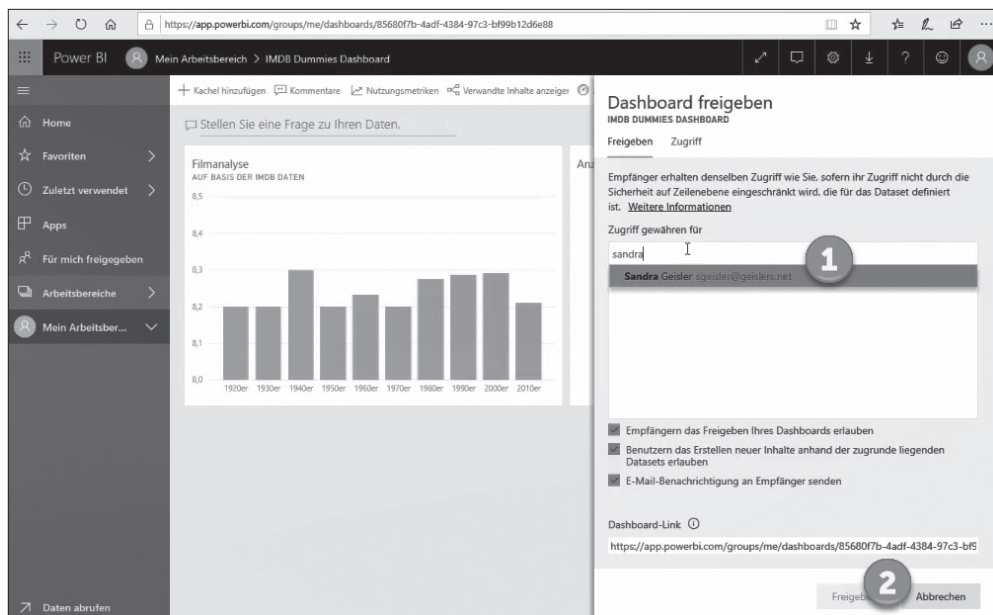 https://app.powerbi.com/groups/me/dashboards/85680f7b-4adf-4384-97c3-bf99b12d6e88
Power BI
Mein Arbeitsbereich > IMDB Dummies Dashboard
Home
Favoriten
Zuletzt verwendet
Apps
Für mich freigegeben
Arbeitsbereiche
Mein Arbeitsber...
Daten abrufen
Kachel hinzufügen Kommentare Nutzungsmetriken Verwandte Inhalte anzeigen
Stellen Sie eine Frage zu Ihren Daten.
Filmanalyse
AUF BASIS DER IMDB DATEN
8,5
8,4
8,3
8,2
8,1
8,0
1920er 1930er 1940er 1950er 1960er 1970er 1980er 1990er 2000er 2010er
Anz
Dashboard freigeben
IMDB DUMMIES DASHBOARD
Freigeben Zugriff
Empfänger erhalten denselben Zugriff wie Sie, sofern ihr Zugriff nicht durch die
Sicherheit auf Zeilenebene eingeschränkt wird, die für das Dataset definiert
ist. Weitere Informationen
Zugriff gewähren für
sandra
1
Sandra Geisler sgeisler@geislers.net
Empfängern das Freigeben Ihres Dashboards erlauben
Benutzern das Erstellen neuer Inhalte anhand der zugrunde liegenden
Datasets erlauben
E-Mail-Benachrichtigung an Empfänger senden
Dashboard-Link
https://app.powerbi.com/groups/me/dashboards/85680f7b-4adf-4384-97c3-bf9
Freigebe
2
Abbrechen